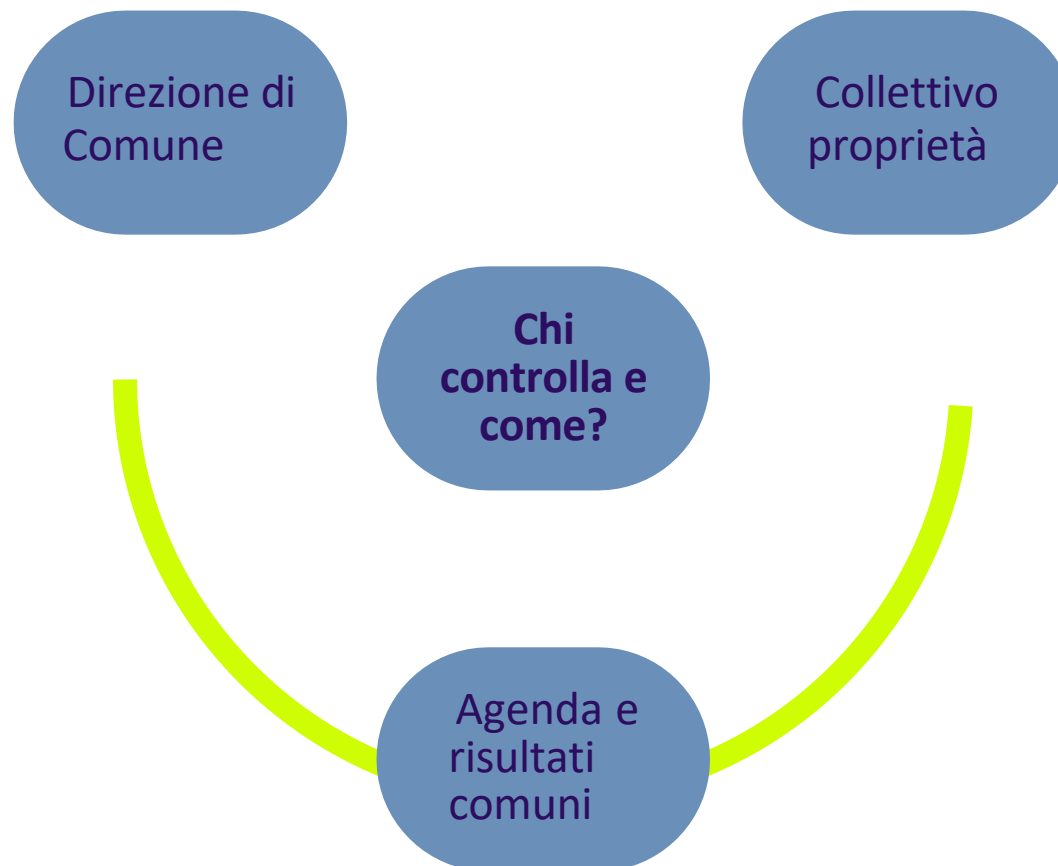 Direzione di
Comune
Collettivo
proprietà
Chi
controlla e
come?
Agenda e
risultati
comuni